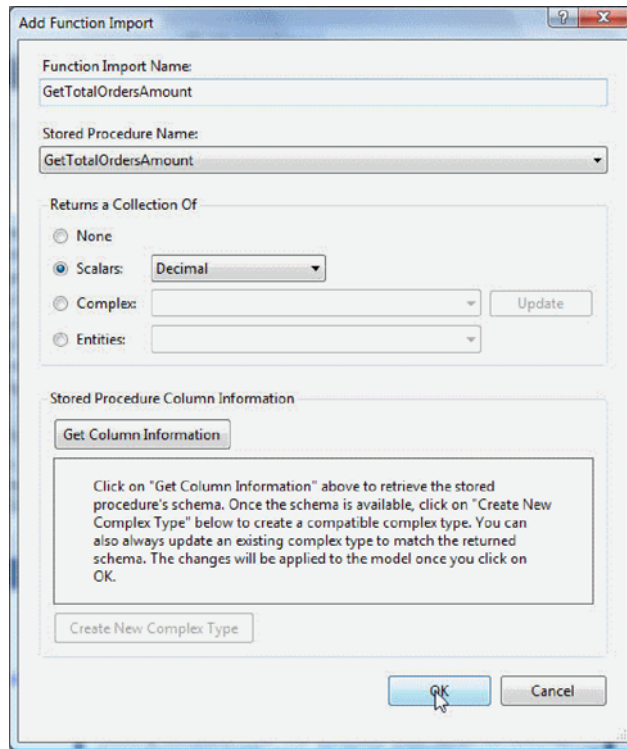 Add Function Import
Function Import Name:
GetTotalOrdersAmount
Stored Procedure Name:
GetTotalOrdersAmount
Returns a Collection Of
None
Scalars: Decimal
Complex: Update
Entities:
Stored Procedure Column Information
Get Column Information
Click on "Get Column Information" above to retrieve the stored
procedure's schema. Once the schema is available, click on "Create New
Complex Type" below to create a compatible complex type. You can
also always update an existing complex type to match the returned
schema. The changes will be applied to the model once you click on
OK.
Create New Complex Type
OK Cancel